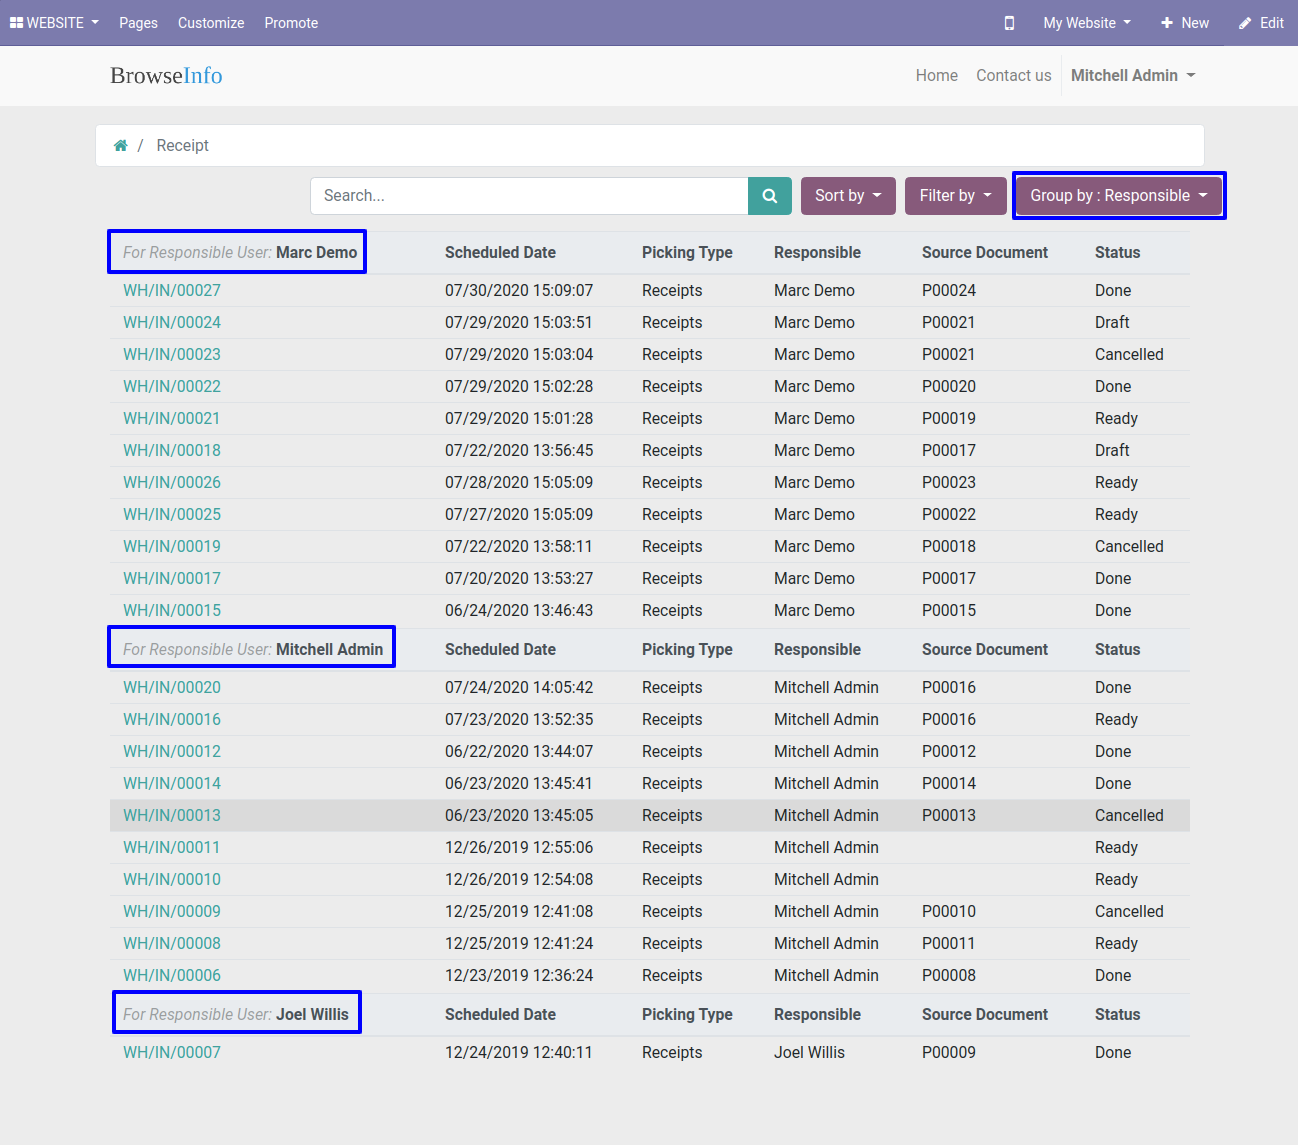 WEBSITE Pages Customize Promote My Website New Edit
BrowseInfo Home Contact us Mitchell Admin
/ Receipt
Search... Sort by Filter by Group by : Responsible
For Responsible User: Marc Demo Scheduled Date Picking Type Responsible Source Document Status
WH/IN/00027 07/30/2020 15:09:07 Receipts Marc Demo P00024 Done
WH/IN/00024 07/29/2020 15:03:51 Receipts Marc Demo P00021 Draft
WH/IN/00023 07/29/2020 15:03:04 Receipts Marc Demo P00021 Cancelled
WH/IN/00022 07/29/2020 15:02:28 Receipts Marc Demo P00020 Done
WH/IN/00021 07/29/2020 15:01:28 Receipts Marc Demo P00019 Ready
WH/IN/00018 07/22/2020 13:56:45 Receipts Marc Demo P00017 Draft
WH/IN/00026 07/28/2020 15:05:09 Receipts Marc Demo P00023 Ready
WH/IN/00025 07/27/2020 15:05:09 Receipts Marc Demo P00022 Ready
WH/IN/00019 07/22/2020 13:58:11 Receipts Marc Demo P00018 Cancelled
WH/IN/00017 07/20/2020 13:53:27 Receipts Marc Demo P00017 Done
WH/IN/00015 06/24/2020 13:46:43 Receipts Marc Demo P00015 Done
For Responsible User: Mitchell Admin Scheduled Date Picking Type Responsible Source Document Status
WH/IN/00020 07/24/2020 14:05:42 Receipts Mitchell Admin P00016 Done
WH/IN/00016 07/23/2020 13:52:35 Receipts Mitchell Admin P00016 Ready
WH/IN/00012 06/22/2020 13:44:07 Receipts Mitchell Admin P00012 Done
WH/IN/00014 06/23/2020 13:45:41 Receipts Mitchell Admin P00014 Done
WH/IN/00013 06/23/2020 13:45:05 Receipts Mitchell Admin P00013 Cancelled
WH/IN/00011 12/26/2019 12:55:06 Receipts Mitchell Admin Ready
WH/IN/00010 12/26/2019 12:54:08 Receipts Mitchell Admin Ready
WH/IN/00009 12/25/2019 12:41:08 Receipts Mitchell Admin P00010 Cancelled
WH/IN/00008 12/25/2019 12:41:24 Receipts Mitchell Admin P00011 Ready
WH/IN/00006 12/23/2019 12:36:24 Receipts Mitchell Admin P00008 Done
For Responsible User: Joel Willis Scheduled Date Picking Type Responsible Source Document Status
WH/IN/00007 12/24/2019 12:40:11 Receipts Joel Willis P00009 Done